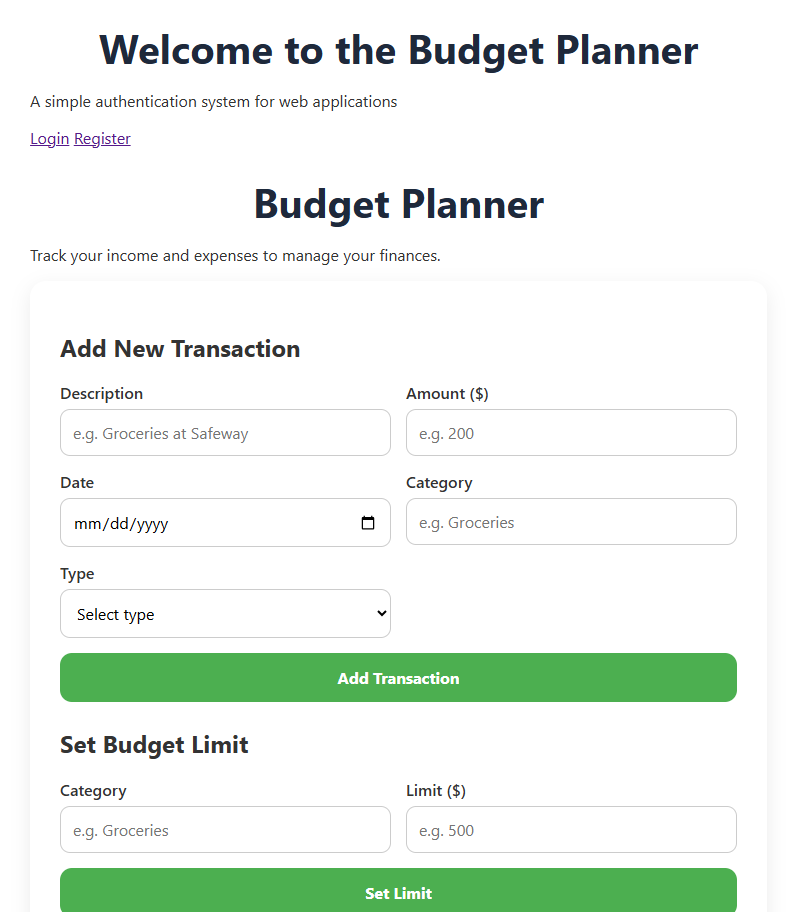 Welcome to the Budget Planner
A simple authentication system for web applications
Login Register
Budget Planner
Track your income and expenses to manage your finances.
Add New Transaction
Description Amount ($)
e.g. Groceries at Safeway e.g. 200
Date Category
mm/dd/yyyy e.g. Groceries
Type
Select type
Add Transaction
Set Budget Limit
Category Limit ($)
e.g. Groceries e.g. 500
Set Limit